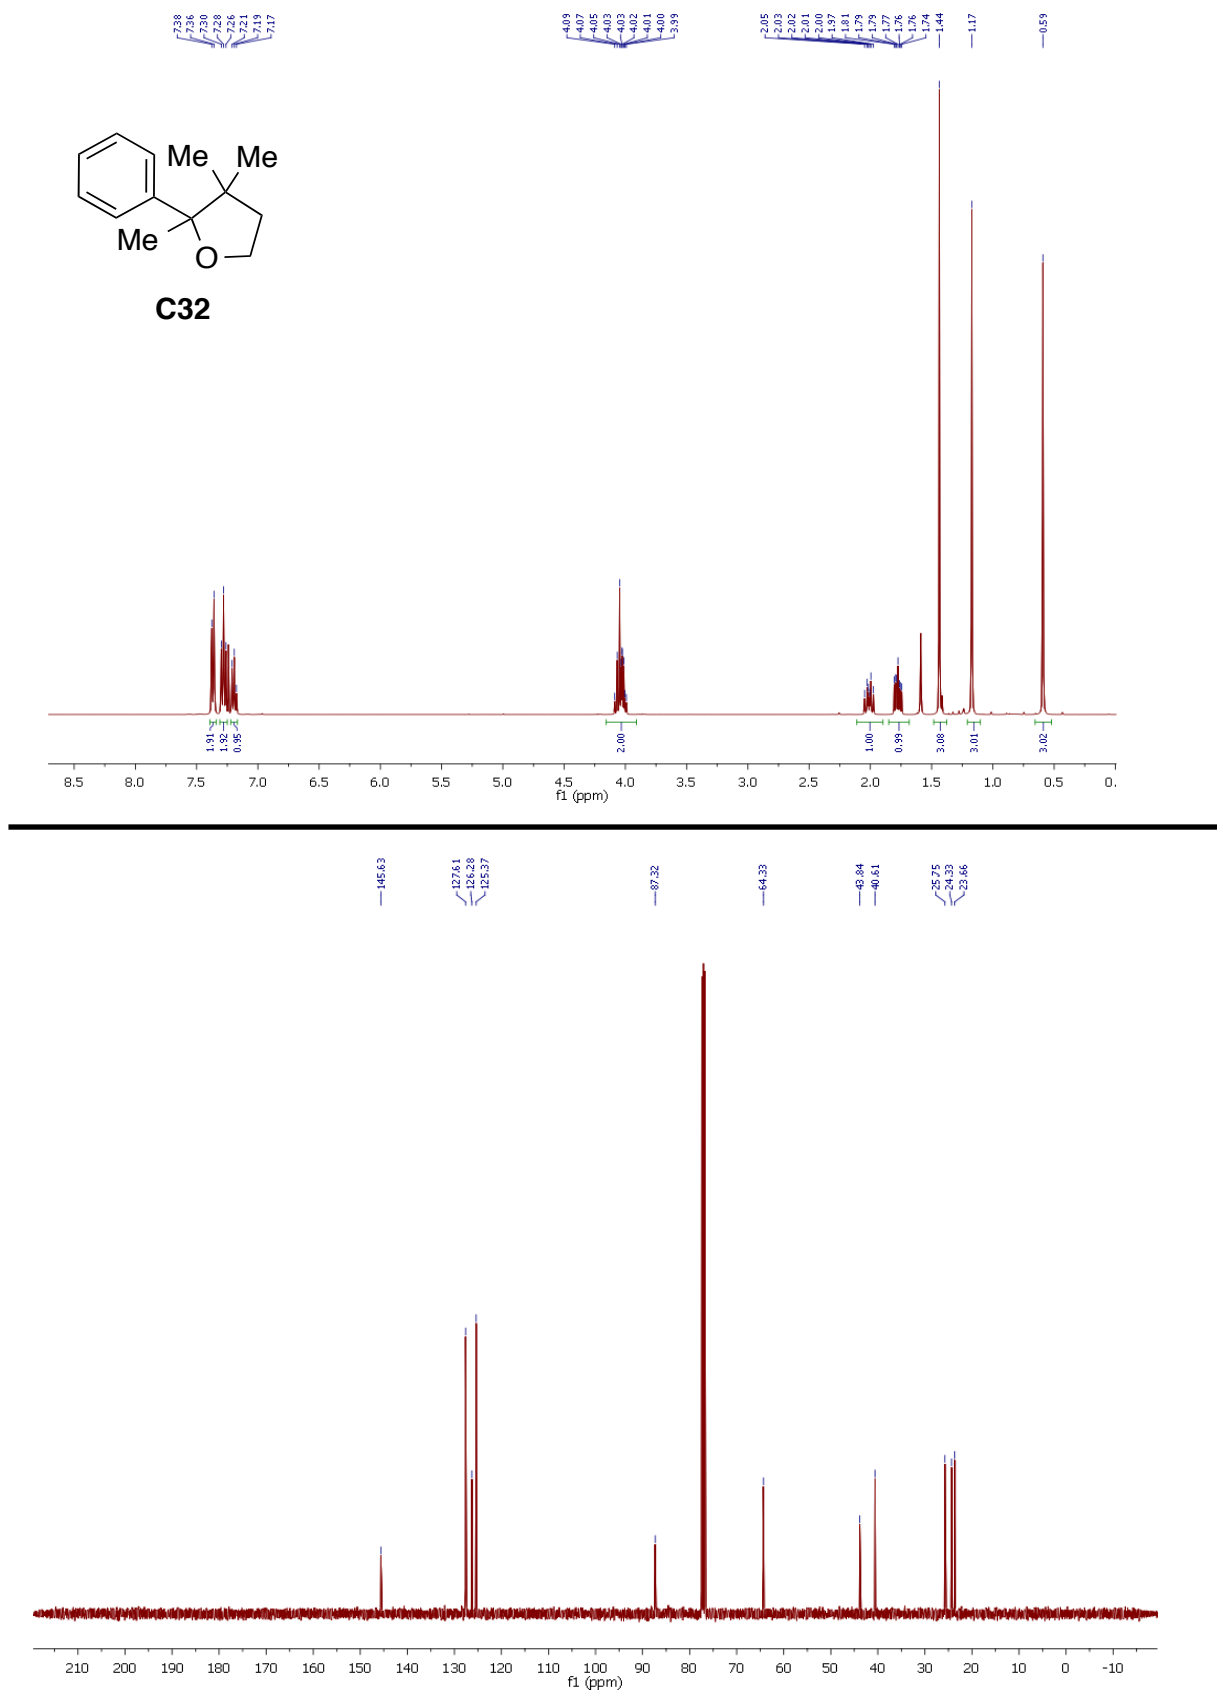 7.38 7.36 7.30 7.28 7.26 7.21 7.19 7.17 4.09 4.07 4.05 4.03 4.03 4.02 4.01 4.00 3.99 2.05 2.03 2.02 2.01 2.00 1.97 1.81 1.79 1.79 1.77 1.76 1.76 1.74 1.44 1.17 0.59
Me Me
Me
O
C32
1.91 1.92 0.95 2.00 1.00 0.99 3.08 3.01 3.02
8.5 8.0 7.5 7.0 6.5 6.0 5.5 5.0 4.5 4.0 3.5 3.0 2.5 2.0 1.5 1.0 0.5 0.
f1 (ppm)
145.63 127.61 126.28 125.37 87.32 64.33 43.84 40.61 25.75 24.33 23.66
210 200 190 180 170 160 150 140 130 120 110 100 90 80 70 60 50 40 30 20 10 0 -10
f1 (ppm)